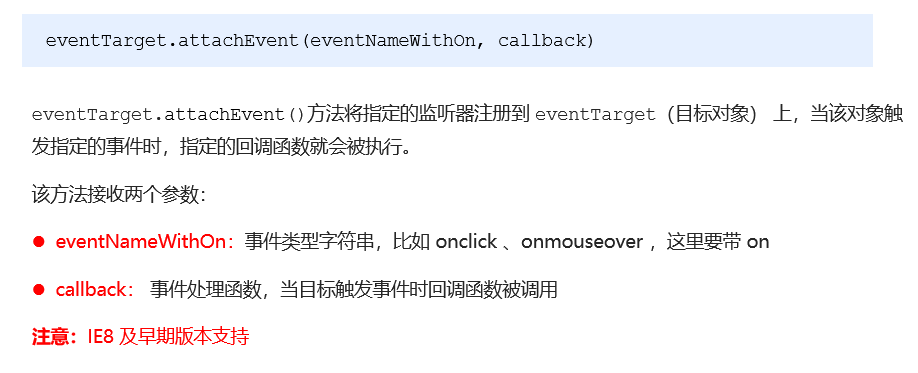 eventTarget.attachEvent(eventNameWithOn, callback)
eventTarget.attachEvent()方法将指定的监听器注册到 eventTarget（目标对象） 上，当该对象触
发指定的事件时，指定的回调函数就会被执行。
该方法接收两个参数：
● eventNameWithOn：事件类型字符串，比如 onclick 、onmouseover ，这里要带 on
● callback： 事件处理函数，当目标触发事件时回调函数被调用
注意：IE8 及早期版本支持